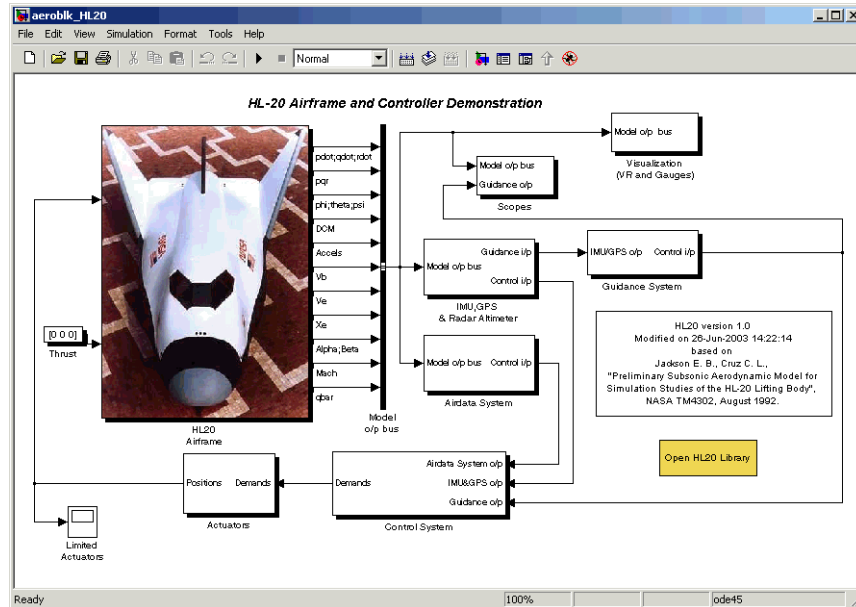 aeroblk_HL20
File Edit View Simulation Format Tools Help
Normal
HL-20 Airframe and Controller Demonstration
pdot;qdot;rdot
pqr
phi;theta;psi
DCM
Accels
Vb
Ve
Xe
Alpha;Beta
Mach
qbar
[0 0 0]
Thrust
HL20
Airframe
Model
o/p bus
Model o/p bus
Visualization
(VR and Gauges)
Model o/p bus
Guidance o/p
Scopes
Model o/p bus
Guidance i/p
Control i/p
IMU,GPS
& Radar Altimeter
IMU/GPS o/p
Control i/p
Guidance System
Model o/p bus
Control i/p
Airdata System
HL20 version 1.0
Modified on 26-Jun-2003 14:22:14
based on
Jackson E. B., Cruz C. L.,
"Preliminary Subsonic Aerodynamic Model for
Simulation Studies of the HL-20 Lifting Body",
NASA TM4302, August 1992.
Open HL20 Library
Positions
Demands
Actuators
Demands
Airdata System o/p
IMU&GPS o/p
Guidance o/p
Control System
Limited
Actuators
Ready
100%
ode45